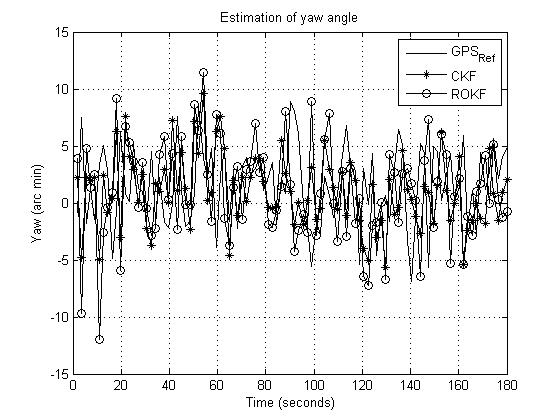 Estimation of yaw angle
15
10
5
0
-5
-10
-15
Yaw (arc min)
GPS_Ref
CKF
ROKF
0 20 40 60 80 100 120 140 160 180
Time (seconds)